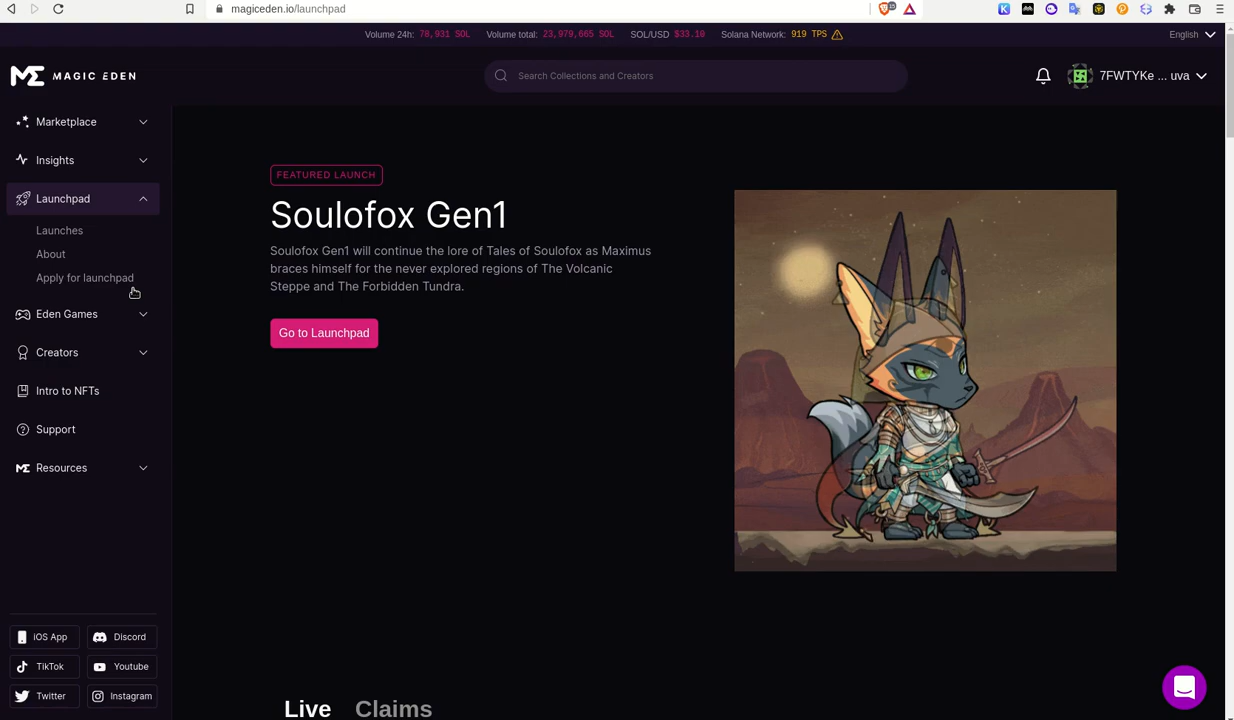 magiceden.io/launchpad
15
Volume 24h: 78,931 SOL Volume total: 23,979,665 SOL SOL/USD $33.10 Solana Network: 919 TPS
English
MAGIC EDEN
Search Collections and Creators
7FWTYKe ... uva
Marketplace
Insights
Launchpad
Launches
About
Apply for launchpad
Eden Games
Creators
Intro to NFTs
Support
Resources
iOS App
Discord
TikTok
Youtube
Twitter
Instagram
FEATURED LAUNCH
Soulofox Gen1
Soulofox Gen1 will continue the lore of Tales of Soulofox as Maximus
braces himself for the never explored regions of The Volcanic
Steppe and The Forbidden Tundra.
Go to Launchpad
Live Claims